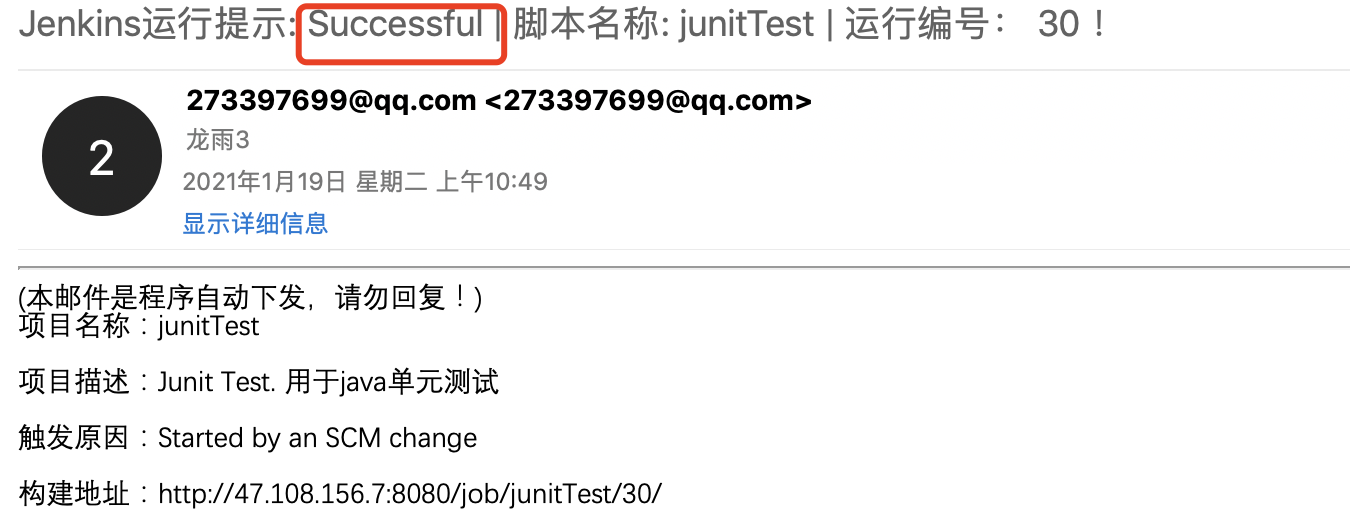 Jenkins运行提示: Successful | 脚本名称: junitTest | 运行编号： 30！
273397699@qq.com <273397699@qq.com>
2
龙雨3
2021年1月19日 星期二 上午10:49
显示详细信息
(本邮件是程序自动下发，请勿回复！)
项目名称：junitTest
项目描述：Junit Test. 用于java单元测试
触发原因：Started by an SCM change
构建地址：http://47.108.156.7:8080/job/junitTest/30/